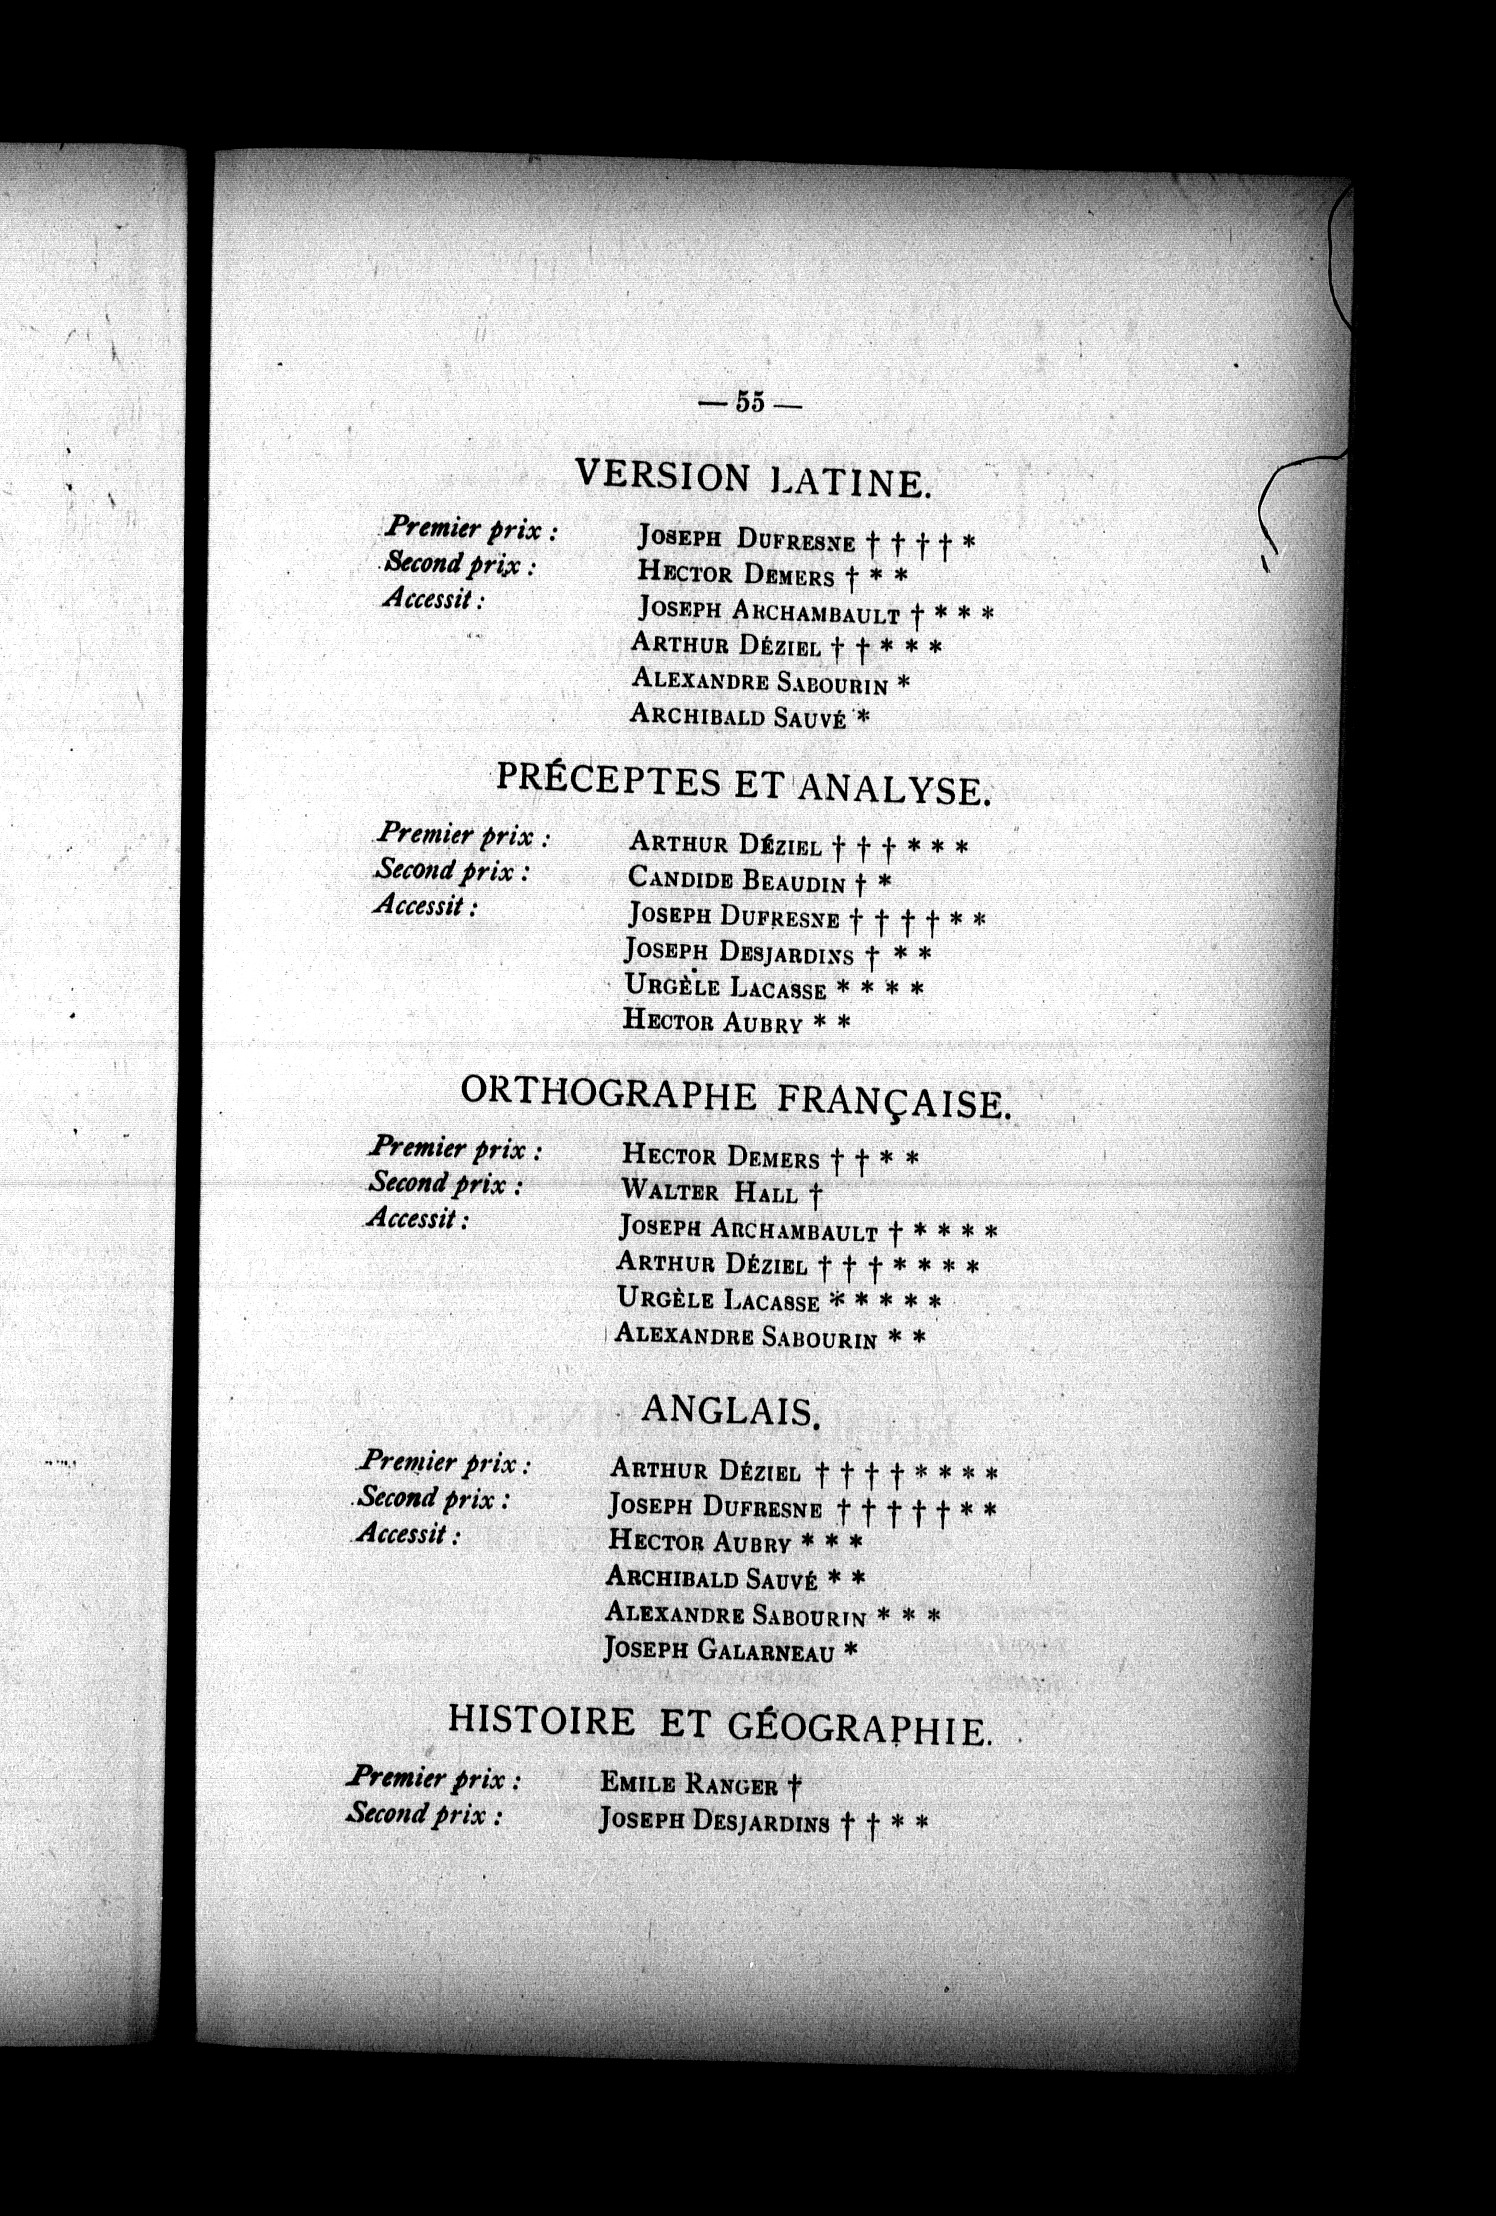 — 55 —
VERSION LATINE.
Premier prix : JOSEPH DUFRESNE † † † † *
Second prix : HECTOR DEMERS † * *
Accessit : JOSEPH ARCHAMBAULT † * * *
ARTHUR DÉZIEL † † * * *
ALEXANDRE SABOURIN *
ARCHIBALD SAUVÉ *
PRÉCEPTES ET ANALYSE.
Premier prix : ARTHUR DÉZIEL † † † * * *
Second prix : CANDIDE BEAUDIN † *
Accessit : JOSEPH DUFRESNE † † † † * *
JOSEPH DESJARDINS † * *
URGÈLE LACASSE * * * *
HECTOR AUBRY * *
ORTHOGRAPHE FRANÇAISE.
Premier prix : HECTOR DEMERS † † * *
Second prix : WALTER HALL †
Accessit : JOSEPH ARCHAMBAULT † * * * *
ARTHUR DÉZIEL † † † * * * *
URGÈLE LACASSE * * * * *
ALEXANDRE SABOURIN * *
ANGLAIS.
Premier prix : ARTHUR DÉZIEL † † † † * * * *
Second prix : JOSEPH DUFRESNE † † † † † * *
Accessit : HECTOR AUBRY * * *
ARCHIBALD SAUVÉ * *
ALEXANDRE SABOURIN * * *
JOSEPH GALARNEAU *
HISTOIRE ET GÉOGRAPHIE.
Premier prix : EMILE RANGER †
Second prix : JOSEPH DESJARDINS † † * *